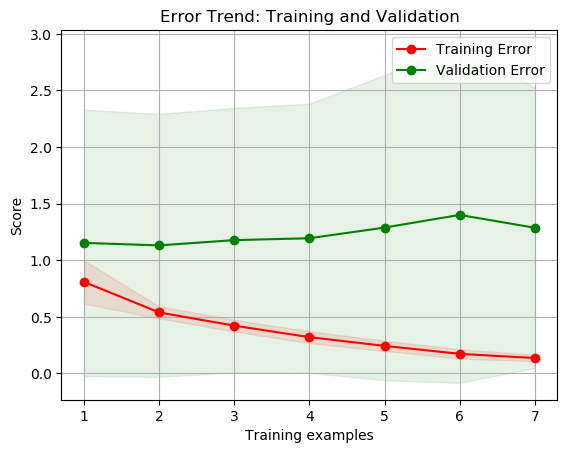 Error Trend: Training and Validation
Training Error
Validation Error
3.0
2.5
2.0
1.5
1.0
0.5
0.0
Score
1 2 3 4 5 6 7
Training examples